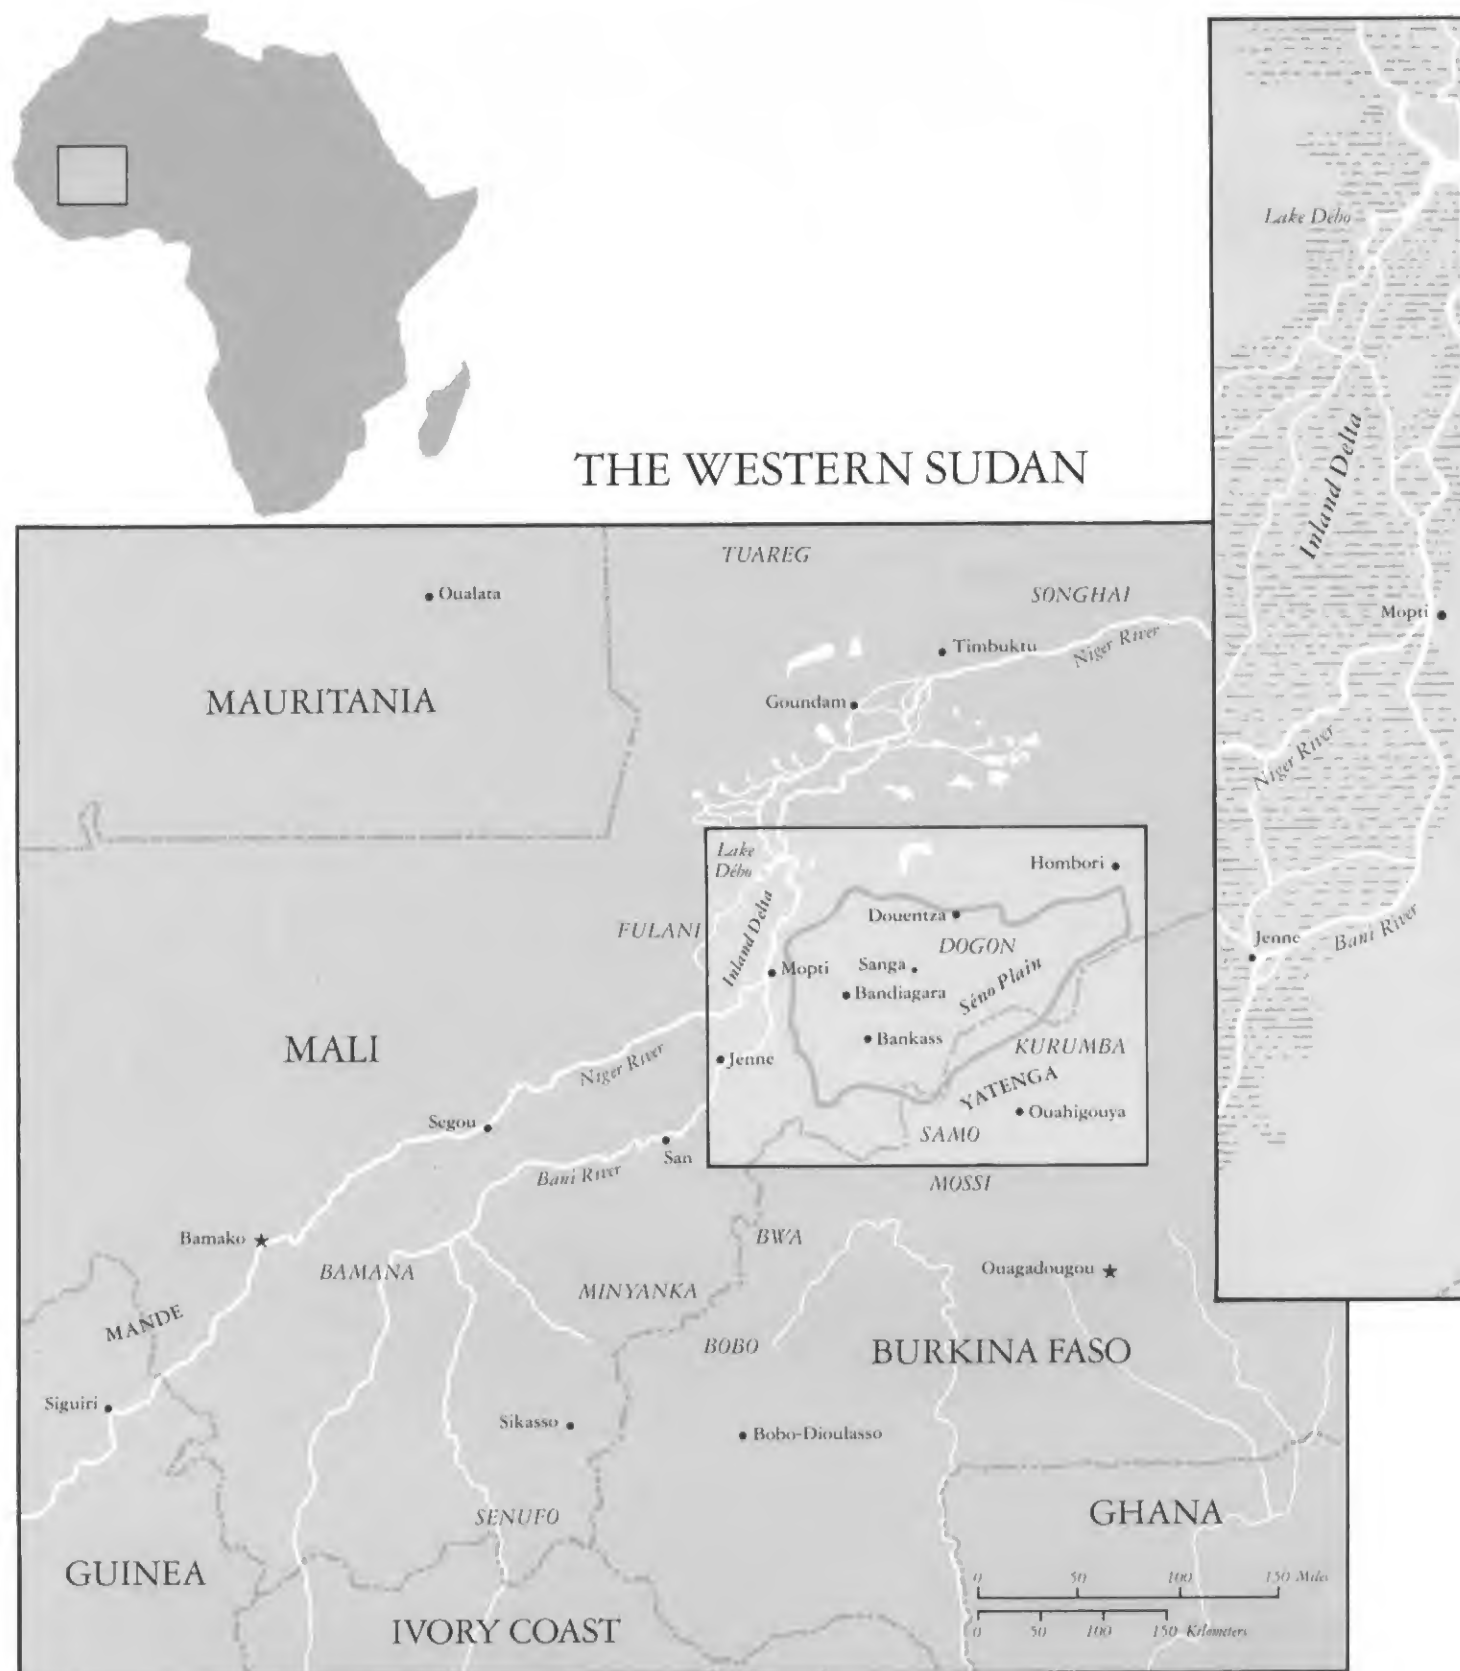 THE WESTERN SUDAN
TUAREG
Oualata
SONGHAI
Timbuktu
Niger River
MAURITANIA
Goundam
Lake
Débo
Hombori
Douentza
FULANI
DOGON
Inland Delta
Mopti
Sanga
Séno Plain
Bandiagara
MALI
Bankass
KURUMBA
Niger River
Jenne
YATENGA
Segou
Ouahigouya
SAMO
San
Bani River
MOSSI
Bamako
BWA
BAMANA
Ouagadougou
MINYANKA
MANDE
BOBO
BURKINA FASO
Siguiri
Sikasso
Bobo-Dioulasso
SENUFO
GHANA
GUINEA
IVORY COAST
0 50 100 150 Miles
0 50 100 150 Kilometers
Lake Débo
Inland Delta
Mopti
Niger River
Jenne
Bani River